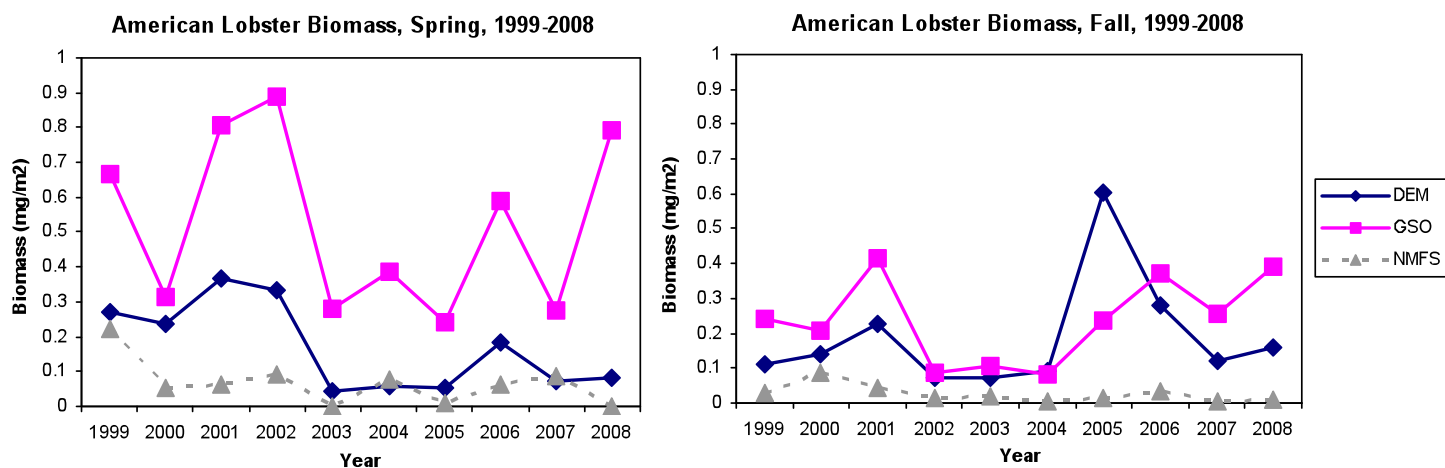 American Lobster Biomass, Spring, 1999-2008
1
0.9
0.8
0.7
0.6
0.5
0.4
0.3
0.2
0.1
0
Biomass (mg/m2)
1999 2000 2001 2002 2003 2004 2005 2006 2007 2008
Year
American Lobster Biomass, Fall, 1999-2008
1
0.9
0.8
0.7
0.6
0.5
0.4
0.3
0.2
0.1
0
Biomass (mg/m2)
1999 2000 2001 2002 2003 2004 2005 2006 2007 2008
Year
DEM
GSO
NMFS